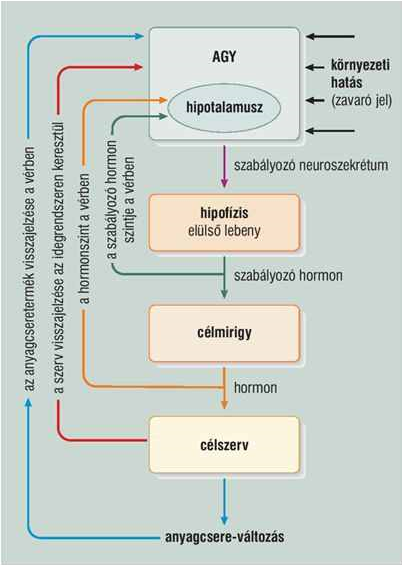 AGY
hipotalamusz
környezeti
hatás
(zavaró jel)
szabályozó neuroszekrétum
hipofízis
elülső lebeny
szabályozó hormon
célmirigy
hormon
célszerv
anyagcsere-változás
az anyagcseretermék visszajelzése a vérben
a szerv visszajelzése az idegrendszeren keresztül
a hormonszint a vérben
a szabályozó hormon
szintje a vérben